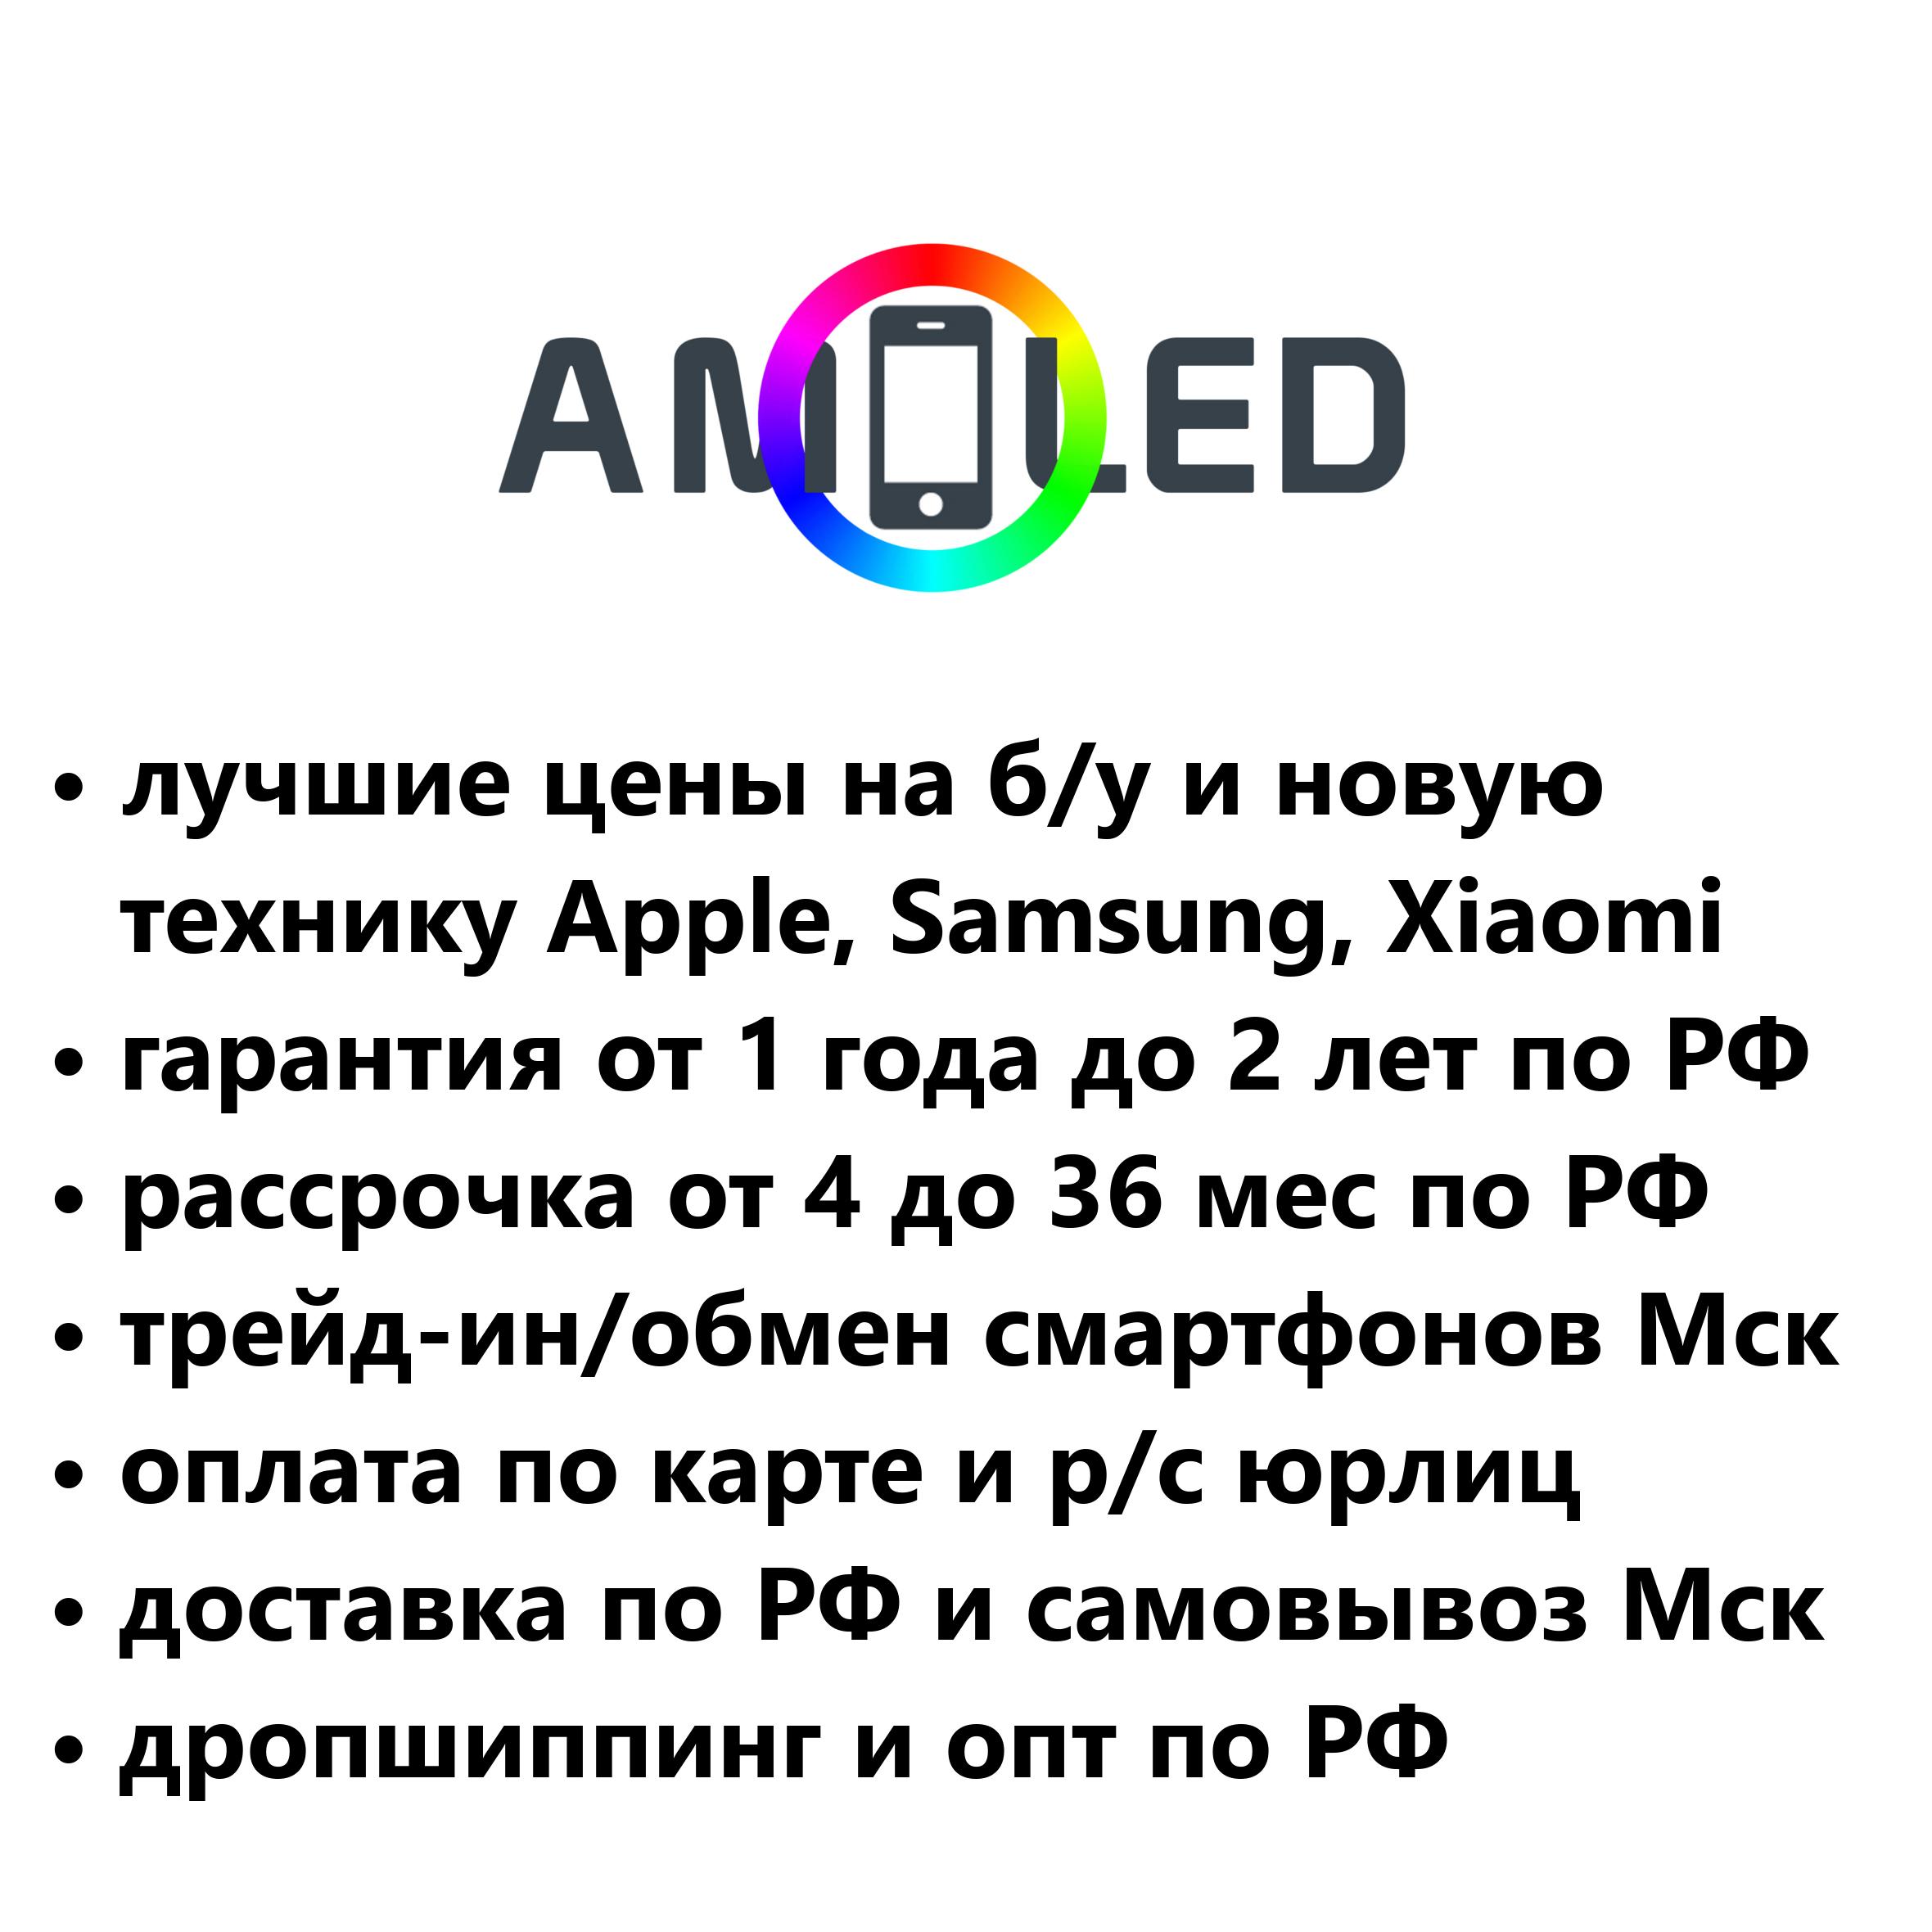 AMOLED
• лучшие цены на б/у и новую
технику Apple, Samsung, Xiaomi
• гарантия от 1 года до 2 лет по РФ
• рассрочка от 4 до 36 мес по РФ
• трейд-ин/обмен смартфонов Мск
• оплата по карте и р/с юрлиц
• доставка по РФ и самовывоз Мск
• дропшиппинг и опт по РФ